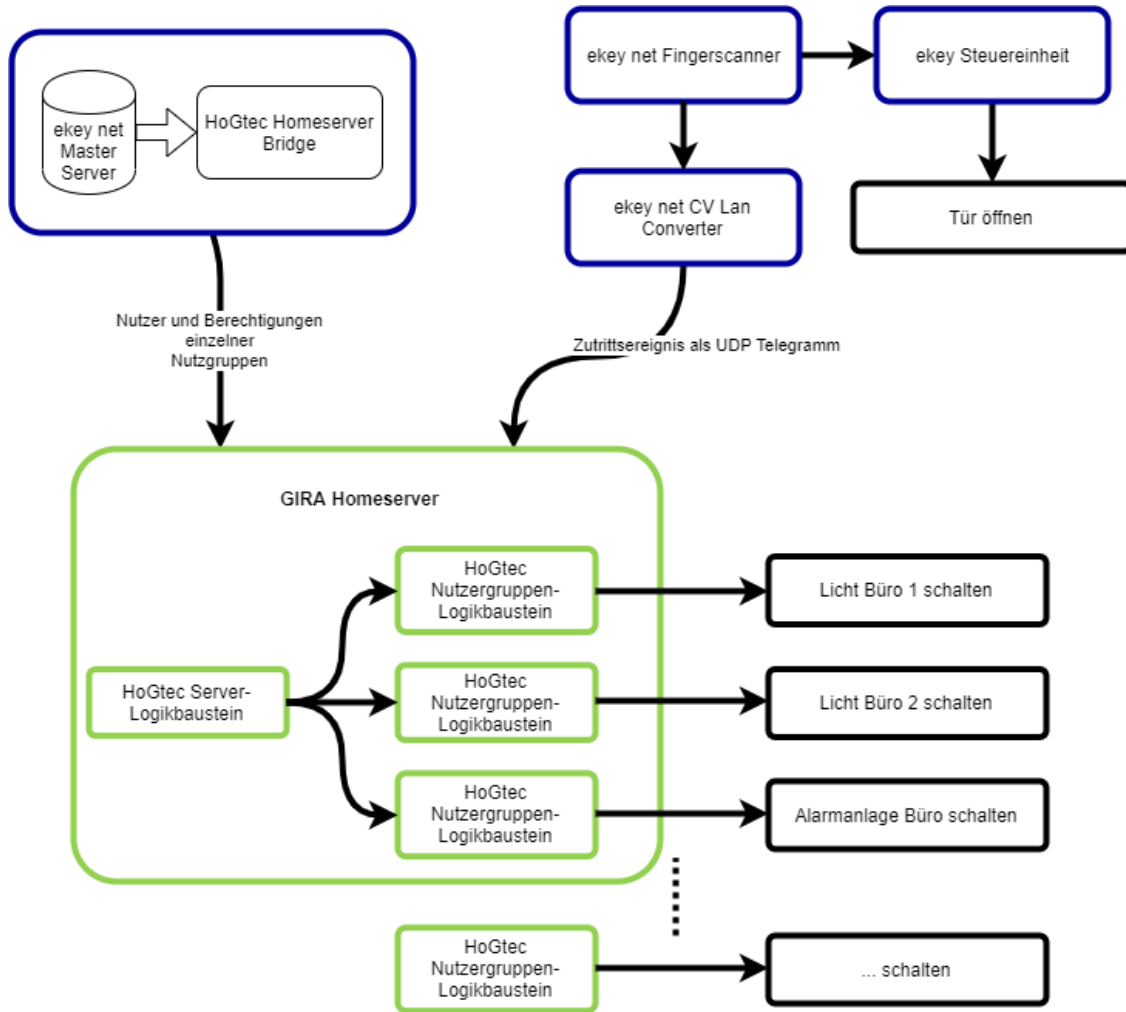 ekey net
Master
Server
HoGtec Homeserver
Bridge
ekey net Fingerscanner
ekey Steuereinheit
ekey net CV Lan
Converter
Tür öffnen
Nutzer und Berechtigungen
einzelner
Nutzgruppen
Zutrittsereignis als UDP Telegramm
GIRA Homeserver
HoGtec Server-
Logikbaustein
HoGtec
Nutzergruppen-
Logikbaustein
Licht Büro 1 schalten
HoGtec
Nutzergruppen-
Logikbaustein
Licht Büro 2 schalten
HoGtec
Nutzergruppen-
Logikbaustein
Alarmanlage Büro schalten
HoGtec
Nutzergruppen-
Logikbaustein
... schalten